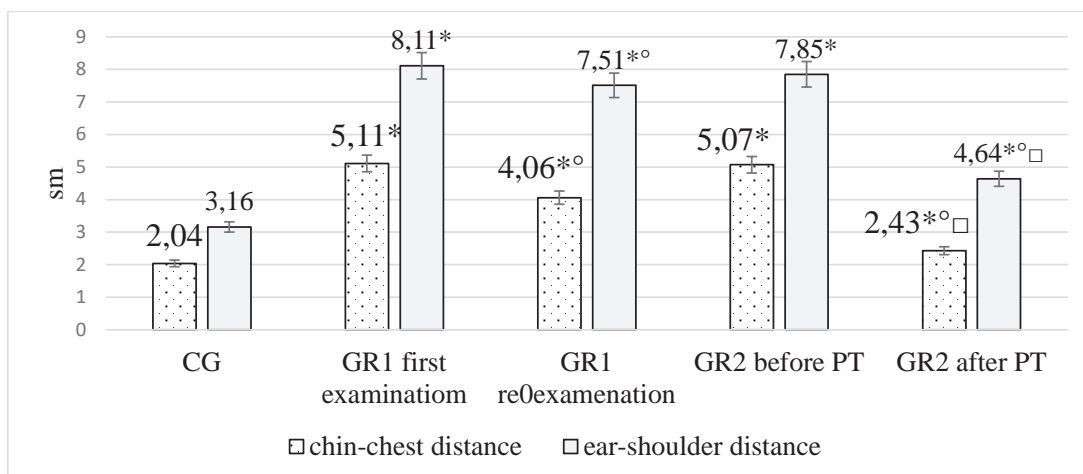 9
8
7
6
5
4
3
2
1
0
sm
2,04
3,16
5,11*
8,11*
4,06*°
7,51*°
5,07*
7,85*
2,43*°□
4,64*°□
CG
GR1 first
examinatiom
GR1
re0examenation
GR2 before PT
GR2 after PT
chin-chest distance
ear-shoulder distance